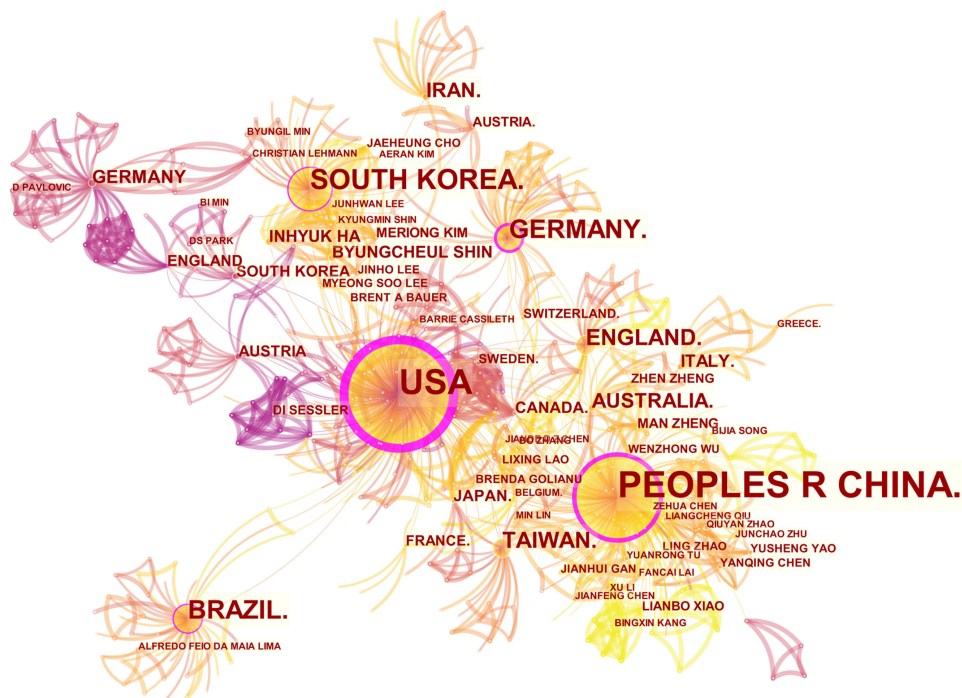 IRAN.
AUSTRIA.
BYUNGIL MIN
JAEHEUNG CHO
CHRISTIAN LEHMANN
AERAN KIM
GERMANY
SOUTH KOREA.
D PAVLOVIC
BI MIN
JUNHWAN LEE
KYUNGMIN SHIN
GERMANY.
INHYUK HA
MERIONG KIM
DS PARK
BYUNGCHEUL SHIN
ENGLAND
SOUTH KOREA
JINHO LEE
MYEONG SOO LEE
BRENT A BAUER
BARRIE CASSILETH
SWITZERLAND.
GREECE.
ENGLAND.
AUSTRIA
SWEDEN.
ITALY.
USA
ZHEN ZHENG
DI SESSLER
CANADA.
AUSTRALIA.
MAN ZHENG
BIJIA SONG
BO ZHANG
WENZHONG WU
LIXING LAO
BRENDA GOLIANU
PEOPLES R CHINA.
JAPAN.
BELGIUM.
ZEHUA CHEN
MIN LIN
LIANGCHENG QIU
QIUYAN ZHAO
JUNCHAO ZHU
FRANCE.
TAIWAN.
LING ZHAO
YUSHENG YAO
YUANRONG TU
YANQING CHEN
JIANHUI GAN
FANCAI LAI
XU LI
JIANFENG CHEN
LIANBO XIAO
BRAZIL.
BINGXIN KANG
ALFREDO FEIO DA MAIA LIMA